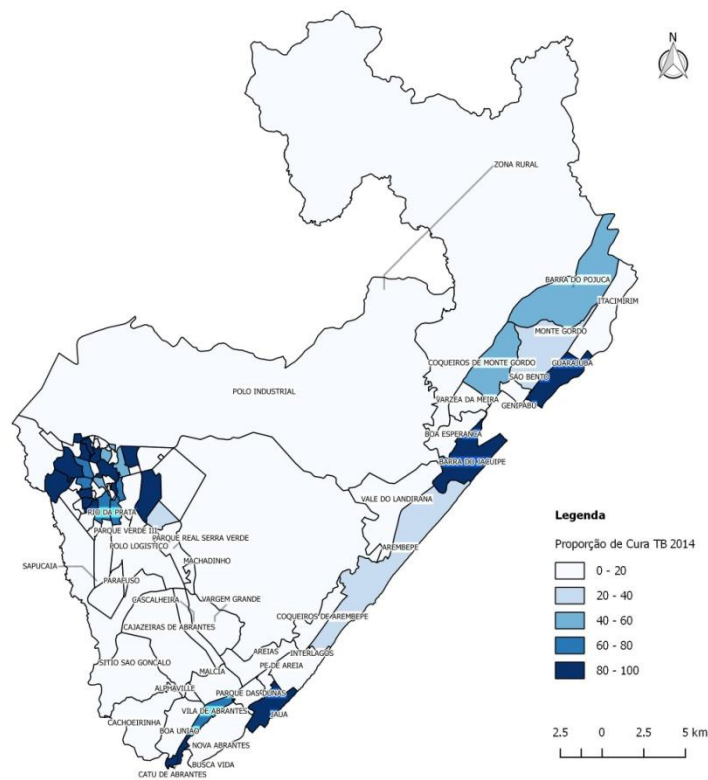 N
ZONA RURAL
BARRA DO POJUCA
ITACIMIRIM
MONTE GORDO
COQUEIROS DE MONTE GORDO
GUARAJUBA
SÃO BENTO
POLO INDUSTRIAL
VARZEA DA MEIRA
GENIPABU
BOA ESPERANCA
BARRA DO JACUIPE
VALE DO LANDIRANA
RIO DA PRATA
PARQUE VERDE III
PARQUE REAL SERRA VERDE
POLO LOGISTICO
AREMBEPE
MACHADINHO
SAPUCAIA
PARAFUSO
CASCALHEIRA
VARGEM GRANDE
COQUEIROS DE AREMBEPE
CAJAZEIRAS DE ABRANTES
AREIAS
INTERLAGOS
SITIO SAO GONCALO
PE DE AREIA
MALCIA
ALPHAVILLE
PARQUE DAS DUNAS
VILA DE ABRANTES
JAUA
CACHOEIRINHA
BOA UNIAO
NOVA ABRANTES
BUSCA VIDA
CATU DE ABRANTES
Legenda
Proporção de Cura TB 2014
0 - 20
20 - 40
40 - 60
60 - 80
80 - 100
2.5 0 2.5 5 km